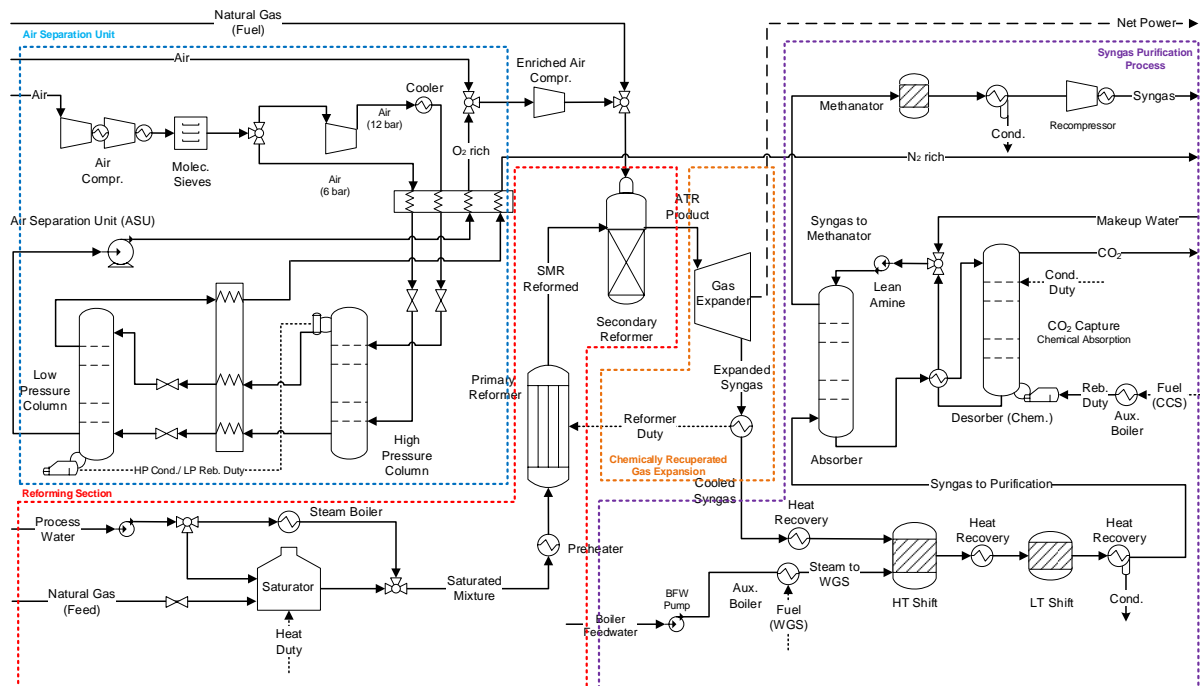 Natural Gas
(Fuel)
Net Power
Air Separation Unit
Syngas Purification
Process
Air
Enriched Air
Compr.
Cooler
Air
Air
(12 bar)
Methanator
Syngas
Cond.
Recompressor
O₂ rich
N₂ rich
Air
Compr.
Molec.
Sieves
Air
(6 bar)
Air Separation Unit (ASU)
ATR
Product
Syngas to
Methanator
Makeup Water
CO₂
Lean
Amine
Cond.
Duty
SMR
Reformed
Gas
Expander
CO₂ Capture
Chemical Absorption
Secondary
Reformer
Low
Pressure
Column
Primary
Reformer
Expanded
Syngas
Reb.
Duty
Fuel
(CCS)
Aux.
Boiler
Desorber (Chem.)
Reformer
Duty
High
Pressure
Column
Absorber
HP Cond./ LP Reb. Duty
Chemically Recuperated
Gas Expansion
Cooled
Syngas
Syngas to Purification
Reforming Section
Process
Water
Steam Boiler
Heat
Recovery
Heat
Recovery
Heat
Recovery
Preheater
Saturator
Natural Gas
(Feed)
Saturated
Mixture
Steam to
WGS
BFW
Pump
Aux.
Boiler
HT Shift
LT Shift
Cond.
Boiler
Feedwater
Fuel
(WGS)
Heat
Duty